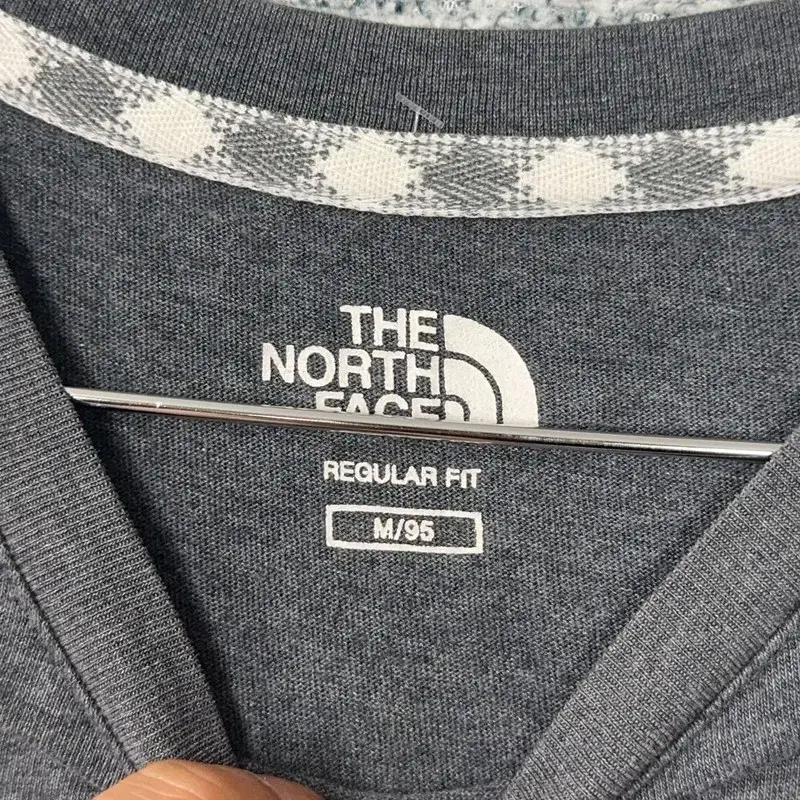 THE
NORTH
FACE
REGULAR FIT
M/95